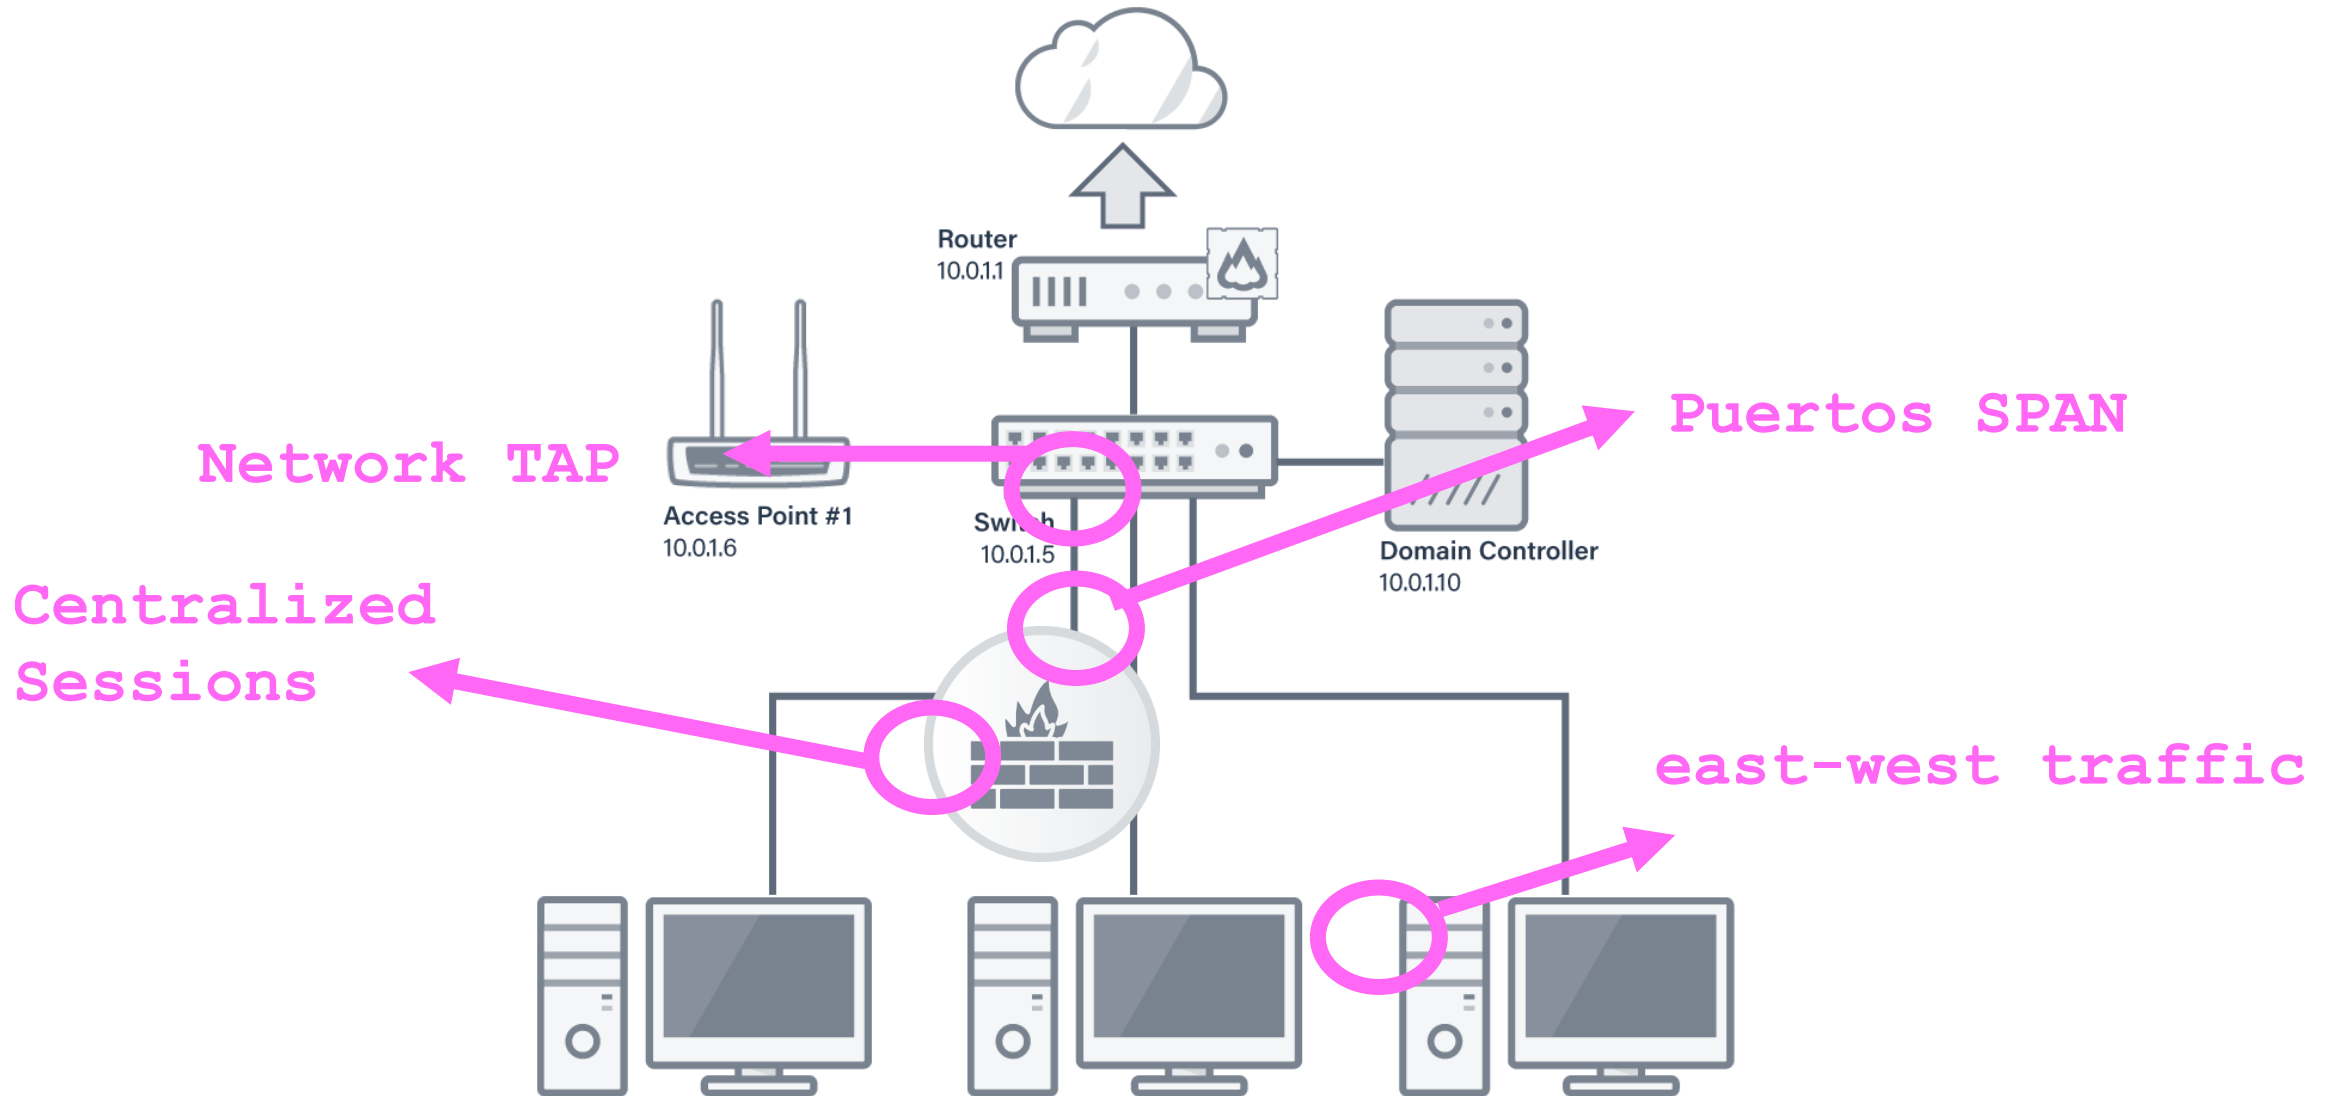 Router
10.0.1.1
Puertos SPAN
Network TAP
Access Point #1
10.0.1.6
Switch
10.0.1.5
Domain Controller
10.0.1.10
Centralized
Sessions
east-west traffic